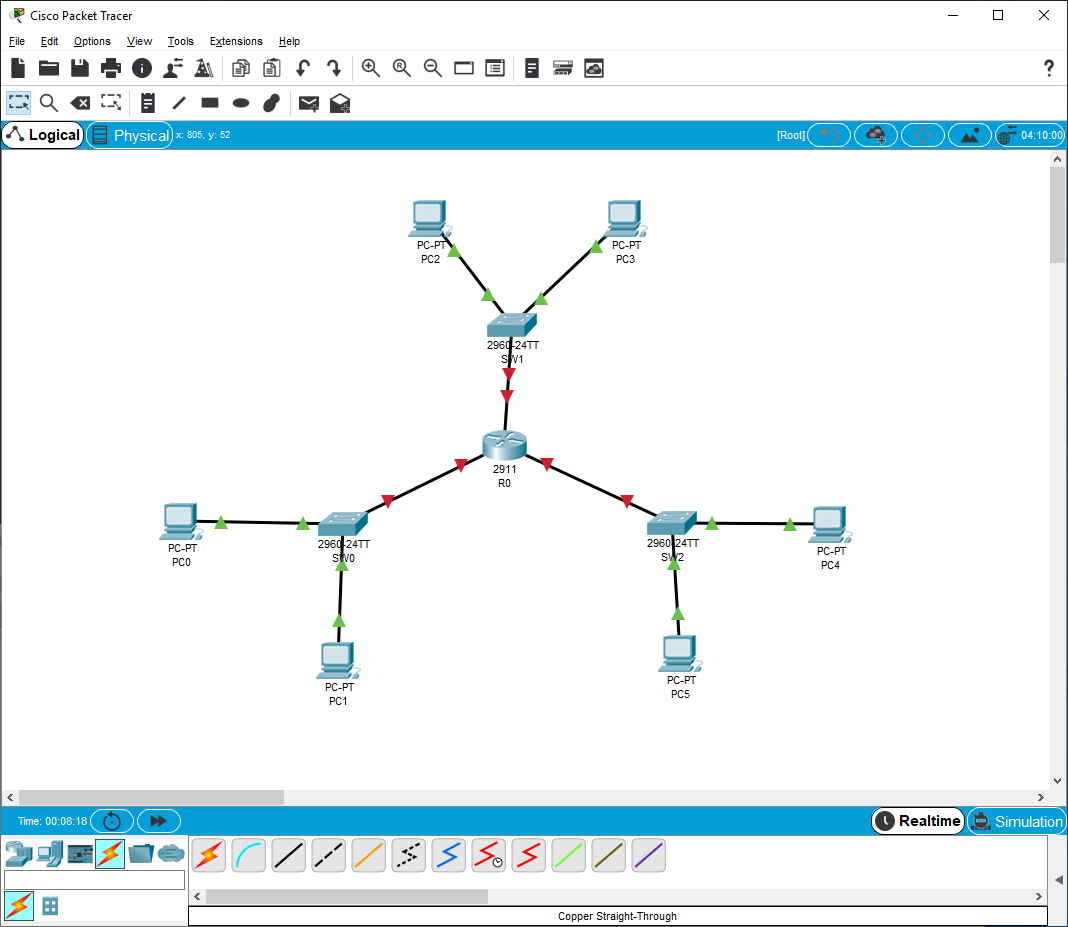 Cisco Packet Tracer
File Edit Options View Tools Extensions Help
R
?
Logical Physical x: 805, y: 52 [Root] 04:10:00
PC-PT
PC2
PC-PT
PC3
2960-24TT
SW1
2911
R0
PC-PT
PC0
2960-24TT
SW0
2960-24TT
SW2
PC-PT
PC4
PC-PT
PC1
PC-PT
PC5
Time: 00:08:18 Realtime Simulation
Copper Straight-Through